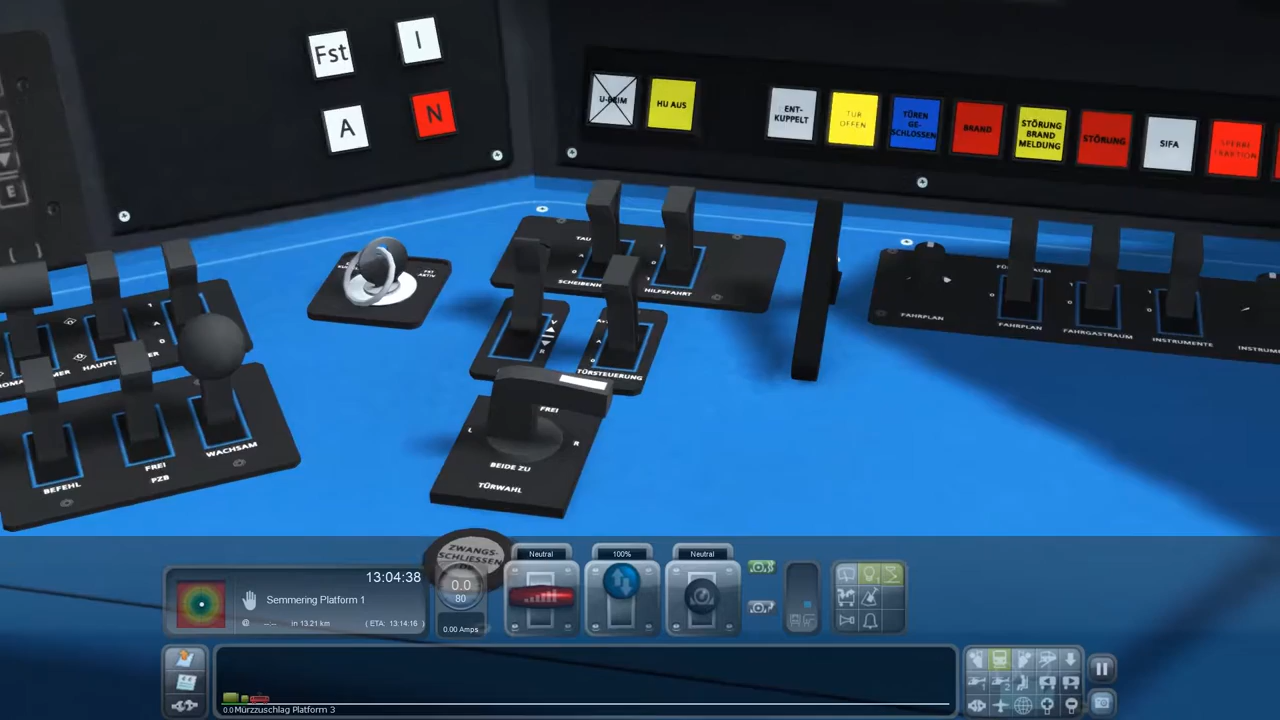 Fst
I
A
N
HU AUS
ENT-
KUPPELT
TÜR
OFFEN
TÜREN
GE-
SCHLOSSEN
BRAND
STÖRUNG
BRAND
MELDUNG
STÖRUNG
SIFA
E
HILFSFAHRT
FAHRPLAN
FAHRPLAN
FAHRGASTRAUM
INSTRUMENTE
TÜRSTEUERUNG
FREI
L
R
BEIDE ZU
TÜRWAHL
BEFEHL
FREI
PZB
WACHSAM
ZWANGS-
SCHLIESSEN
13:04:38
Semmering Platform 1
--:-- in 13.21 km ( ETA: 13:14:16 )
0.0
80
0.00 Amps
Neutral
100%
Neutral
0.0 Mürzzuschlag Platform 3